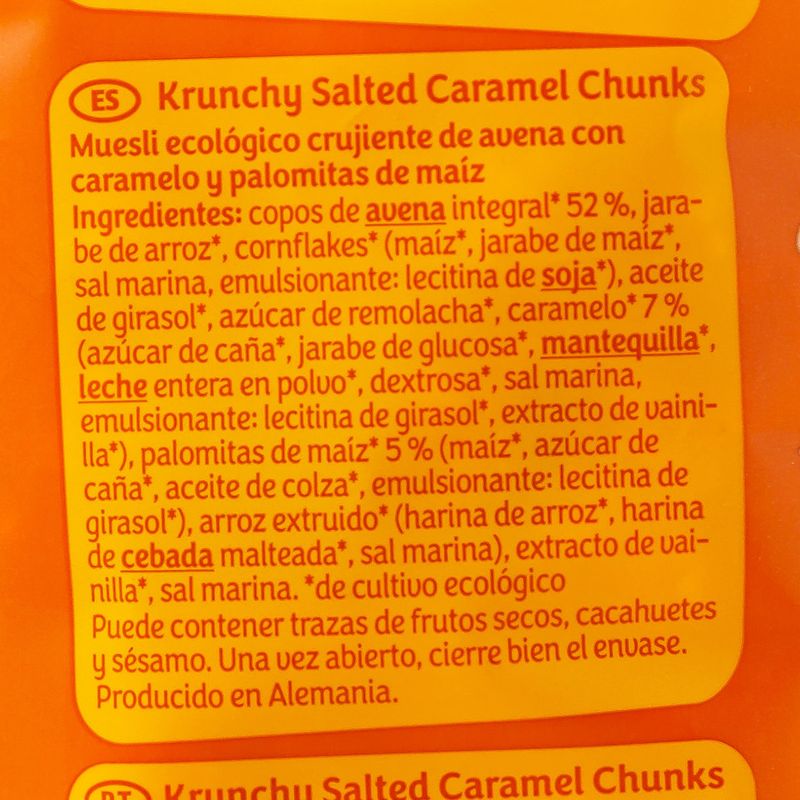 ES Krunchy Salted Caramel Chunks
Muesli ecológico crujiente de avena con
caramelo y palomitas de maíz
Ingredientes: copos de avena integral* 52 %, jara-
be de arroz*, cornflakes* (maíz*, jarabe de maíz*,
sal marina, emulsionante: lecitina de soja*), aceite
de girasol*, azúcar de remolacha*, caramelo* 7 %
(azúcar de caña*, jarabe de glucosa*, mantequilla*,
leche entera en polvo*, dextrosa*, sal marina,
emulsionante: lecitina de girasol*, extracto de vaini-
lla*), palomitas de maíz* 5 % (maíz*, azúcar de
caña*, aceite de colza*, emulsionante: lecitina de
girasol*), arroz extruido* (harina de arroz*, harina
de cebada malteada*, sal marina), extracto de vai-
nilla*, sal marina. *de cultivo ecológico
Puede contener trazas de frutos secos, cacahuetes
y sésamo. Una vez abierto, cierre bien el envase.
Producido en Alemania.
PT Krunchy Salted Caramel Chunks